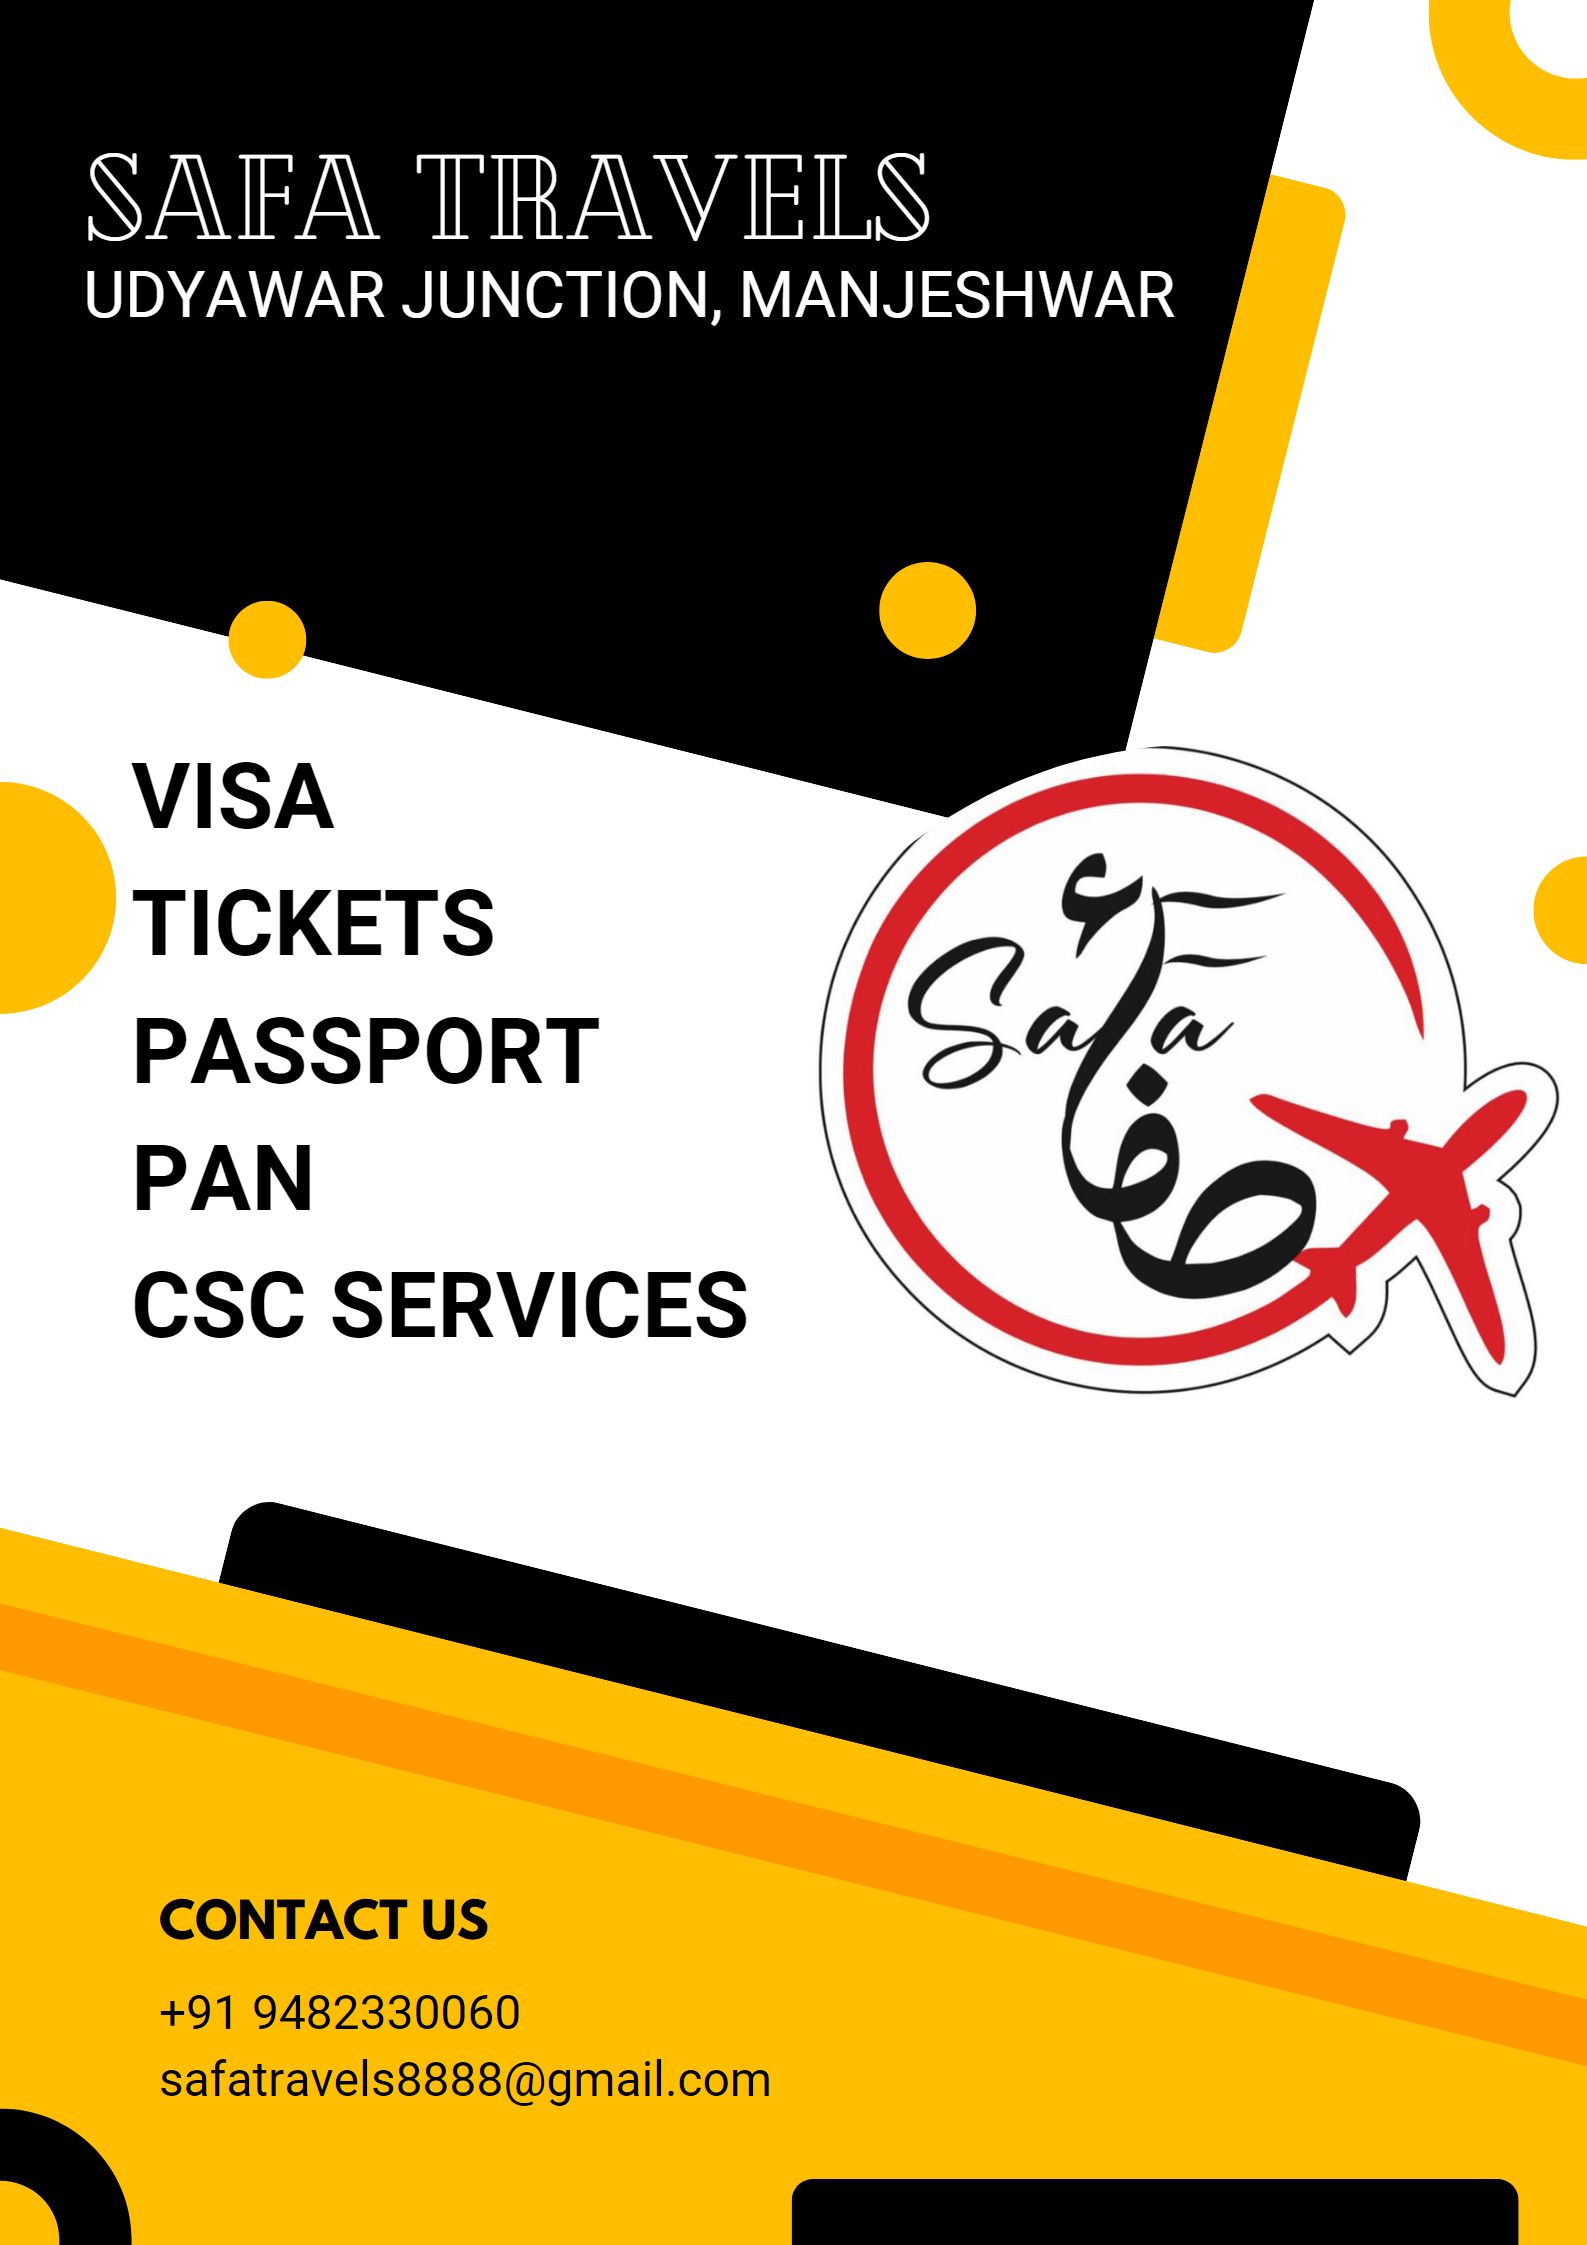 SAFA TRAVELS
UDYAWAR JUNCTION, MANJESHWAR
VISA
TICKETS
PASSPORT
PAN
CSC SERVICES
Safa
صفاء
CONTACT US
+91 9482330060
safatravels8888@gmail.com